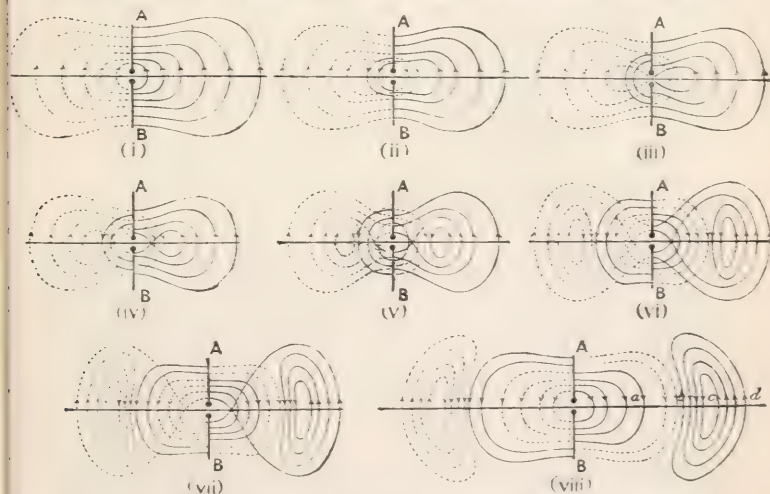 A A A
B B B
(i) (ii) (iii)
A A A
B B B
(iv) (v) (vi)
A A
a b c d
B B
(vii) (viii)